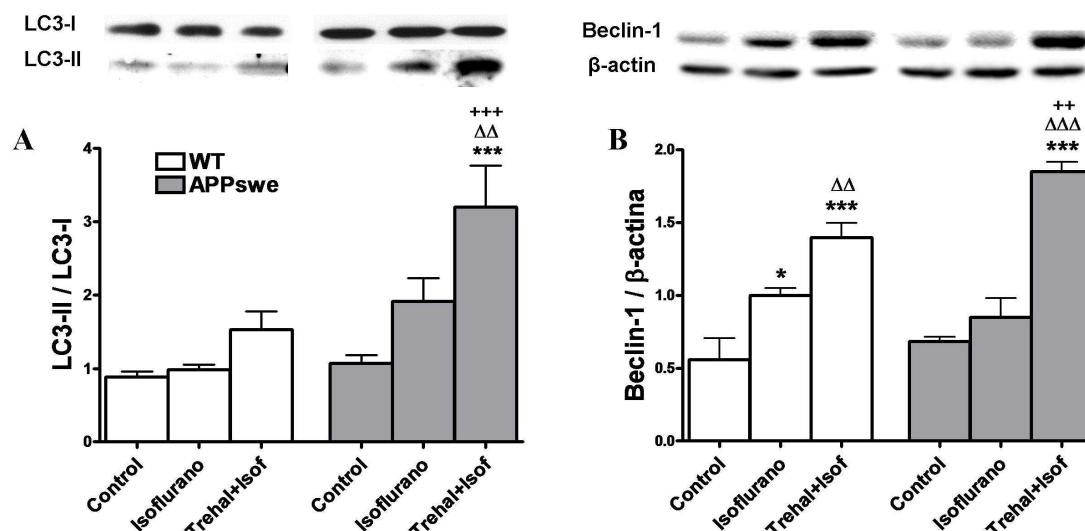 LC3-I
LC3-II
A
+++
ΔΔ
***
WT
APPswe
LC3-II / LC3-I
4
3
2
1
0
Control
Isoflurano
Trehal+Isof
Control
Isoflurano
Trehal+Isof
Beclin-1
β-actin
B
++
ΔΔΔ
***
ΔΔ
***
*
Beclin-1 / β-actina
2.0
1.5
1.0
0.5
0.0
Control
Isoflurano
Trehal+Isof
Control
Isoflurano
Trehal+Isof